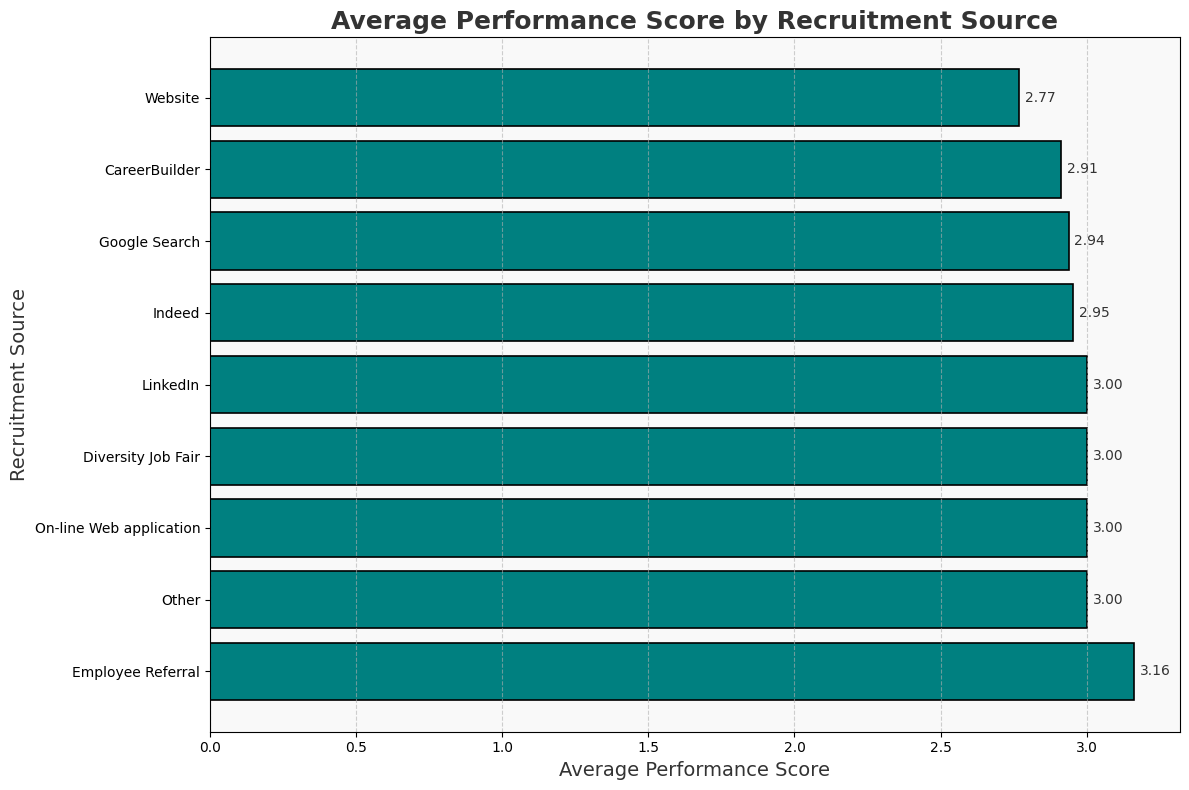 Average Performance Score by Recruitment Source
Recruitment Source
Website 2.77
CareerBuilder 2.91
Google Search 2.94
Indeed 2.95
LinkedIn 3.00
Diversity Job Fair 3.00
On-line Web application 3.00
Other 3.00
Employee Referral 3.16
0.0 0.5 1.0 1.5 2.0 2.5 3.0
Average Performance Score